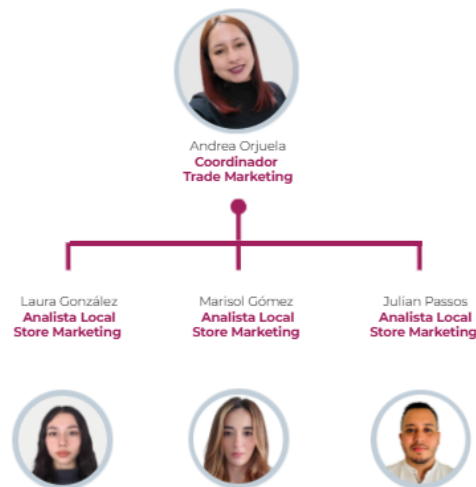 Andrea Orjuela
Coordinador
Trade Marketing
Laura González
Analista Local
Store Marketing
Marisol Gómez
Analista Local
Store Marketing
Julian Passos
Analista Local
Store Marketing